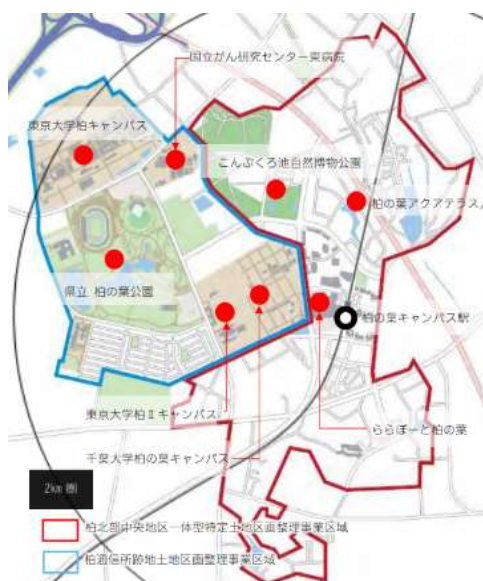 国立がん研究センター東病院
東京大学柏キャンパス
こんぶくろ池自然博物公園
柏の葉アクアテラス
県立 柏の葉公園
柏の葉キャンパス駅
東京大学柏Ⅱキャンパス
ららぽーと柏の葉
千葉大学柏の葉キャンパス
2km 圏
柏北部中央地区一体型特定土地区画整理事業区域
柏通信所跡地土地区画整理事業区域